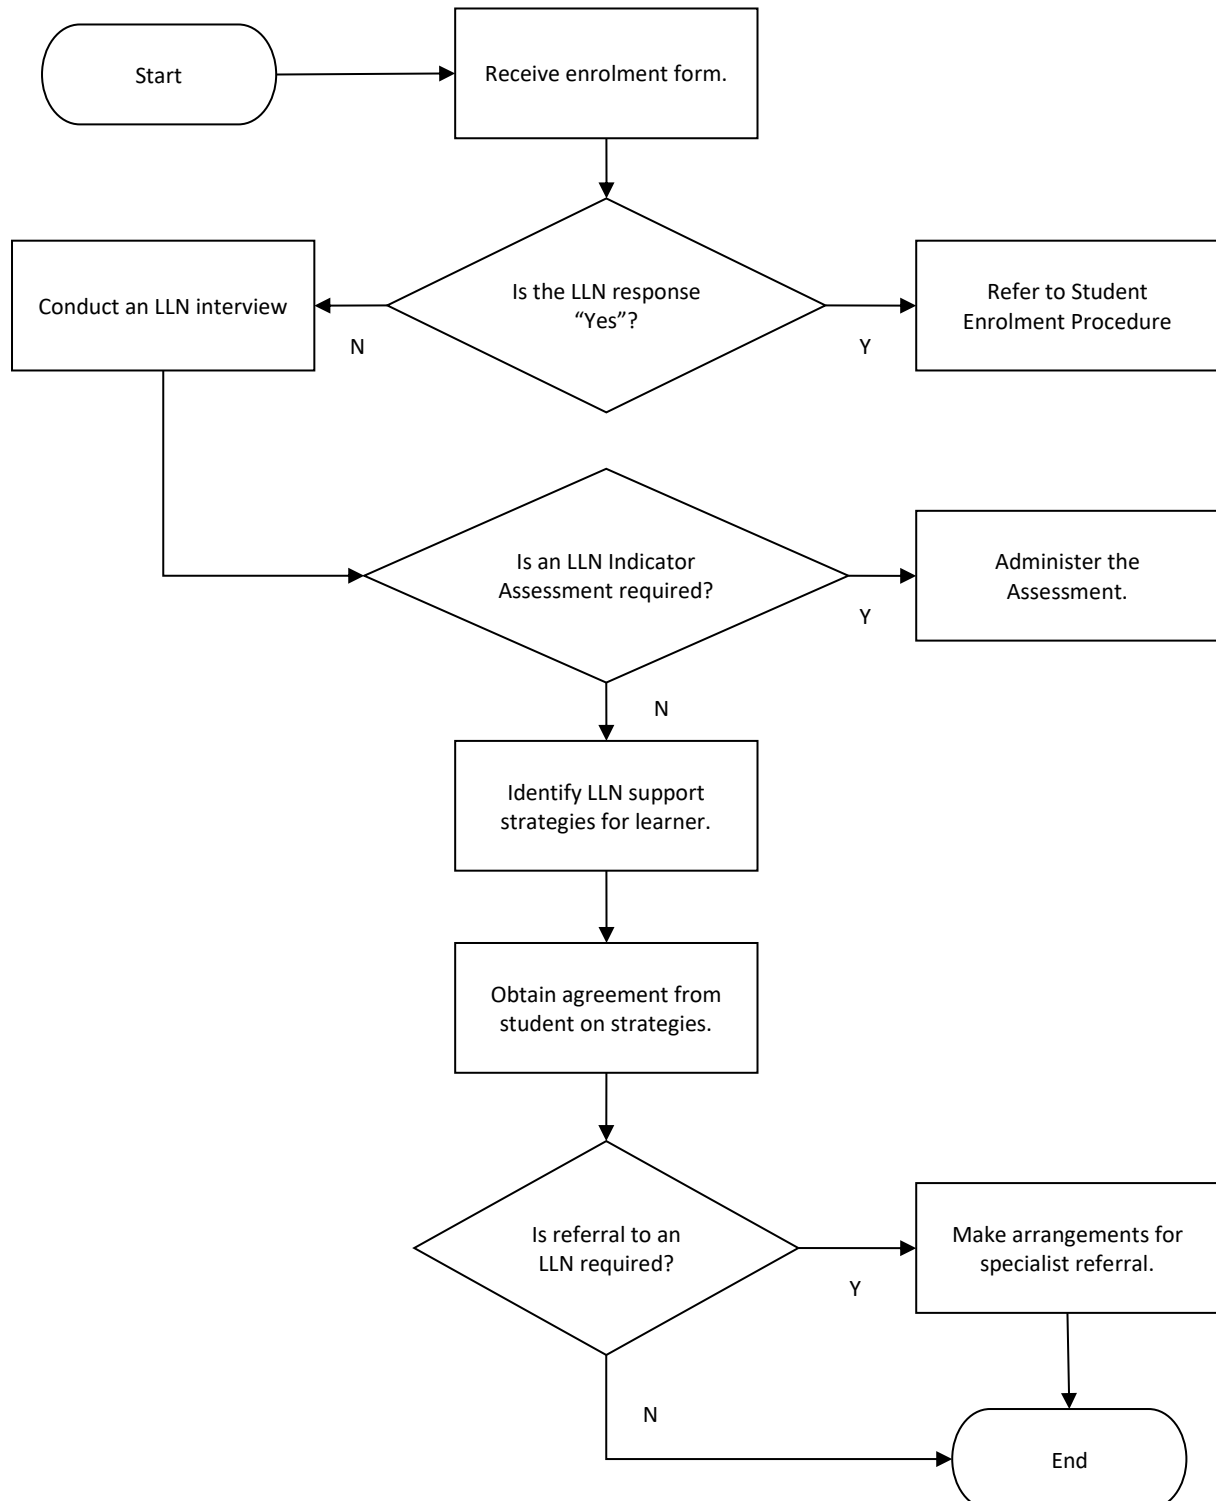 Start
Receive enrolment form.
Conduct an LLN interview
Is the LLN response
“Yes”?
Refer to Student
Enrolment Procedure
N
Y
Is an LLN Indicator
Assessment required?
Administer the
Assessment.
Y
N
Identify LLN support
strategies for learner.
Obtain agreement from
student on strategies.
Is referral to an
LLN required?
Make arrangements for
specialist referral.
Y
N
End